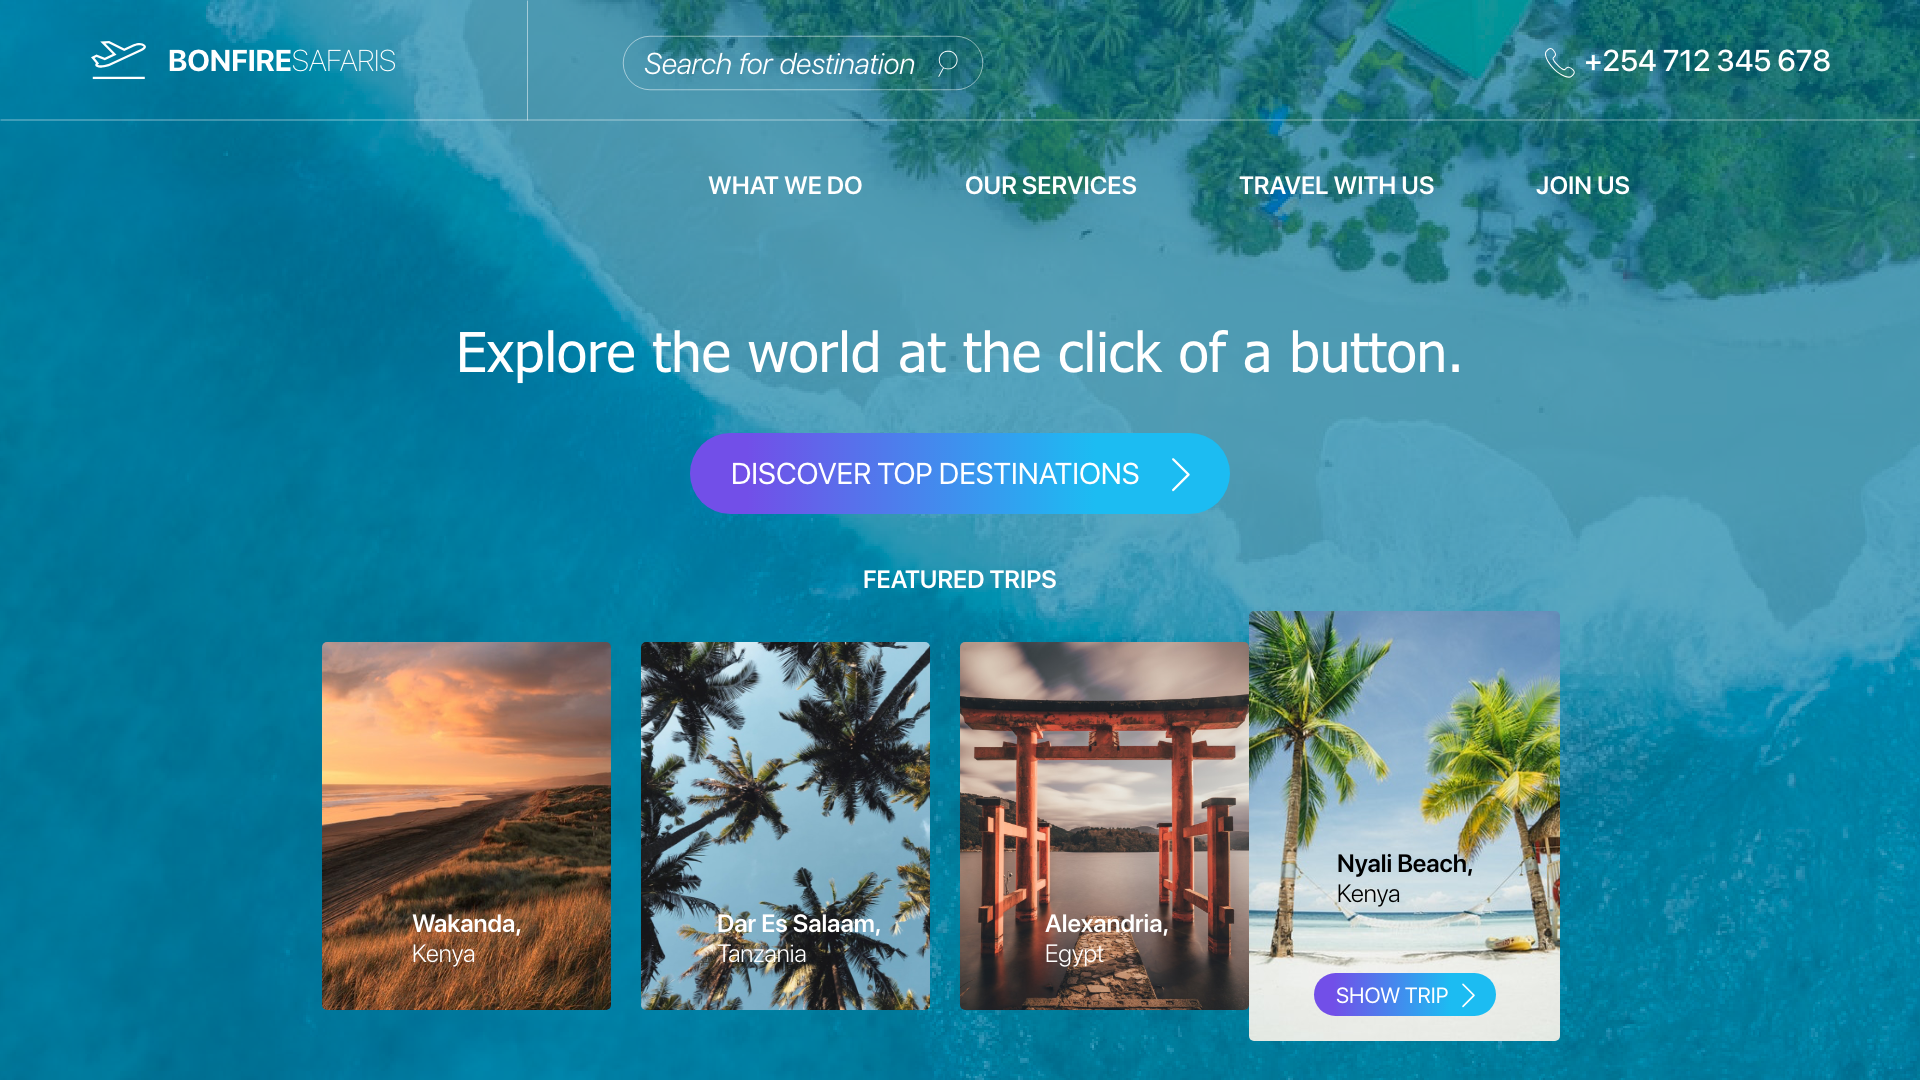 BONFIRESAFARIS
Search for destination
+254 712 345 678
WHAT WE DO
OUR SERVICES
TRAVEL WITH US
JOIN US
Explore the world at the click of a button.
DISCOVER TOP DESTINATIONS
FEATURED TRIPS
Wakanda,
Kenya
Dar Es Salaam,
Tanzania
Alexandria,
Egypt
Nyali Beach,
Kenya
SHOW TRIP